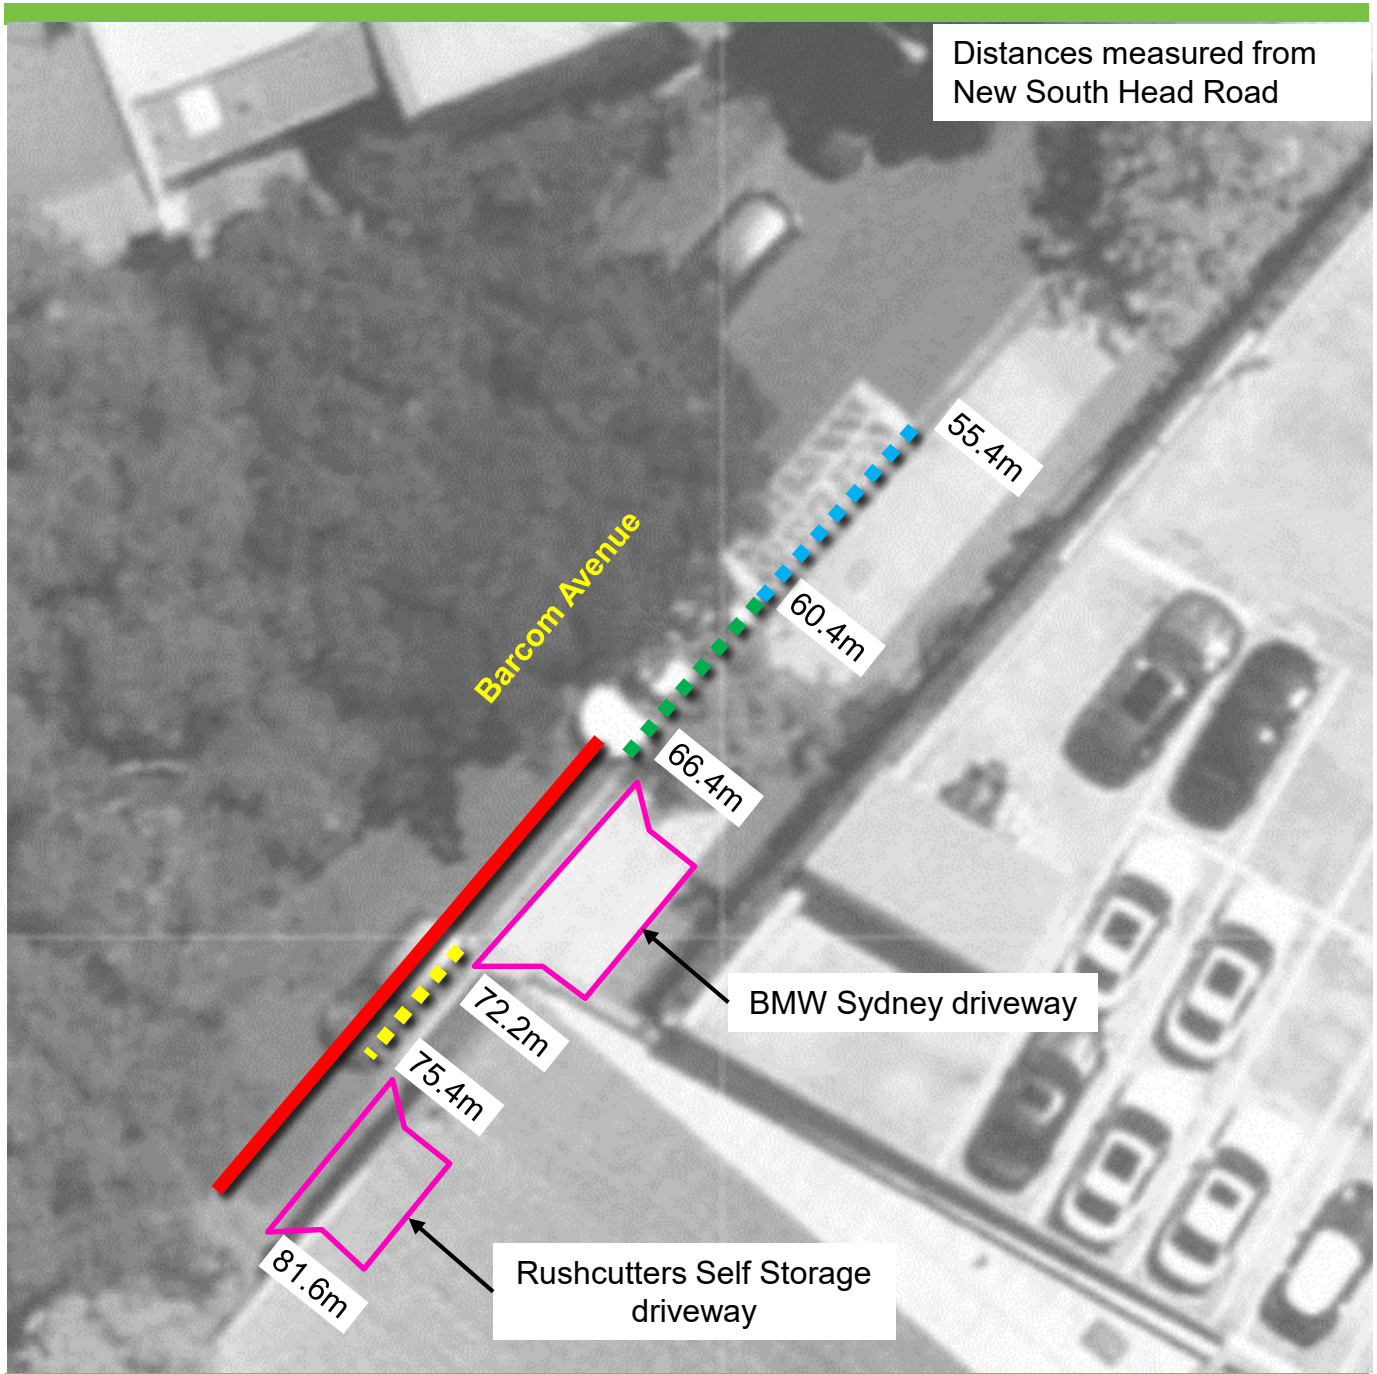 Distances measured from
New South Head Road
55.4m
60.4m
Barcom Avenue
66.4m
72.2m
BMW Sydney driveway
75.4m
81.6m
Rushcutters Self Storage
driveway